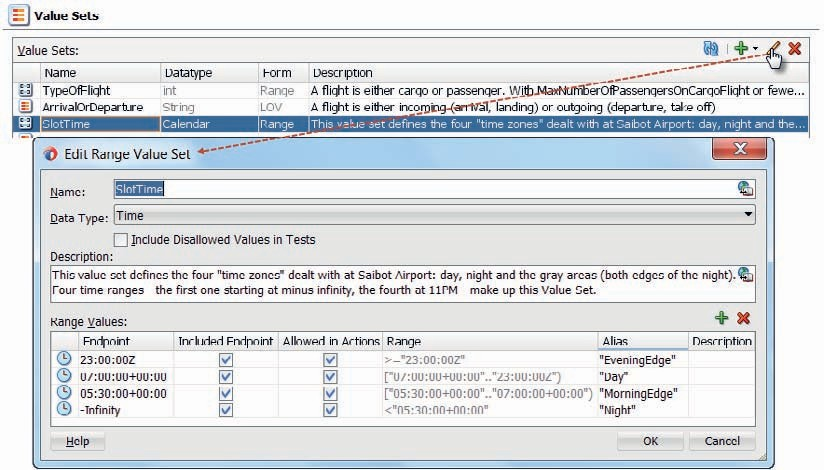 Value Sets
Value Sets:
Name Datatype Form Description
TypeOfFlight int Range A flight is either cargo or passenger. With MaxNumberOfPassengersOnCargoFlight or fewe...
ArrivalOrDeparture String LOV A flight is either incoming (arrival, landing) or outgoing (departure, take off)
SlotTime Calendar Range This value set defines the four "time zones" dealt with at Saibot Airport: day, night and the...
Edit Range Value Set
Name: SlotTime
Data Type: Time
Include Disallowed Values in Tests
Description:
This value set defines the four "time zones" dealt with at Saibot Airport: day, night and the gray areas (both edges of the night).
Four time ranges the first one starting at minus infinity, the fourth at 11PM make up this Value Set.
Range Values:
Endpoint Included Endpoint Allowed in Actions Range Alias Description
23:00:00Z >="23:00:00Z" "EveningEdge"
07:00:00+00:00 ["07:00:00+00:00".."23:00:00Z") "Day"
05:30:00+00:00 ["05:30:00+00:00".."07:00:00+00:00") "MorningEdge"
-Infinity <"05:30:00+00:00" "Night"
Help OK Cancel